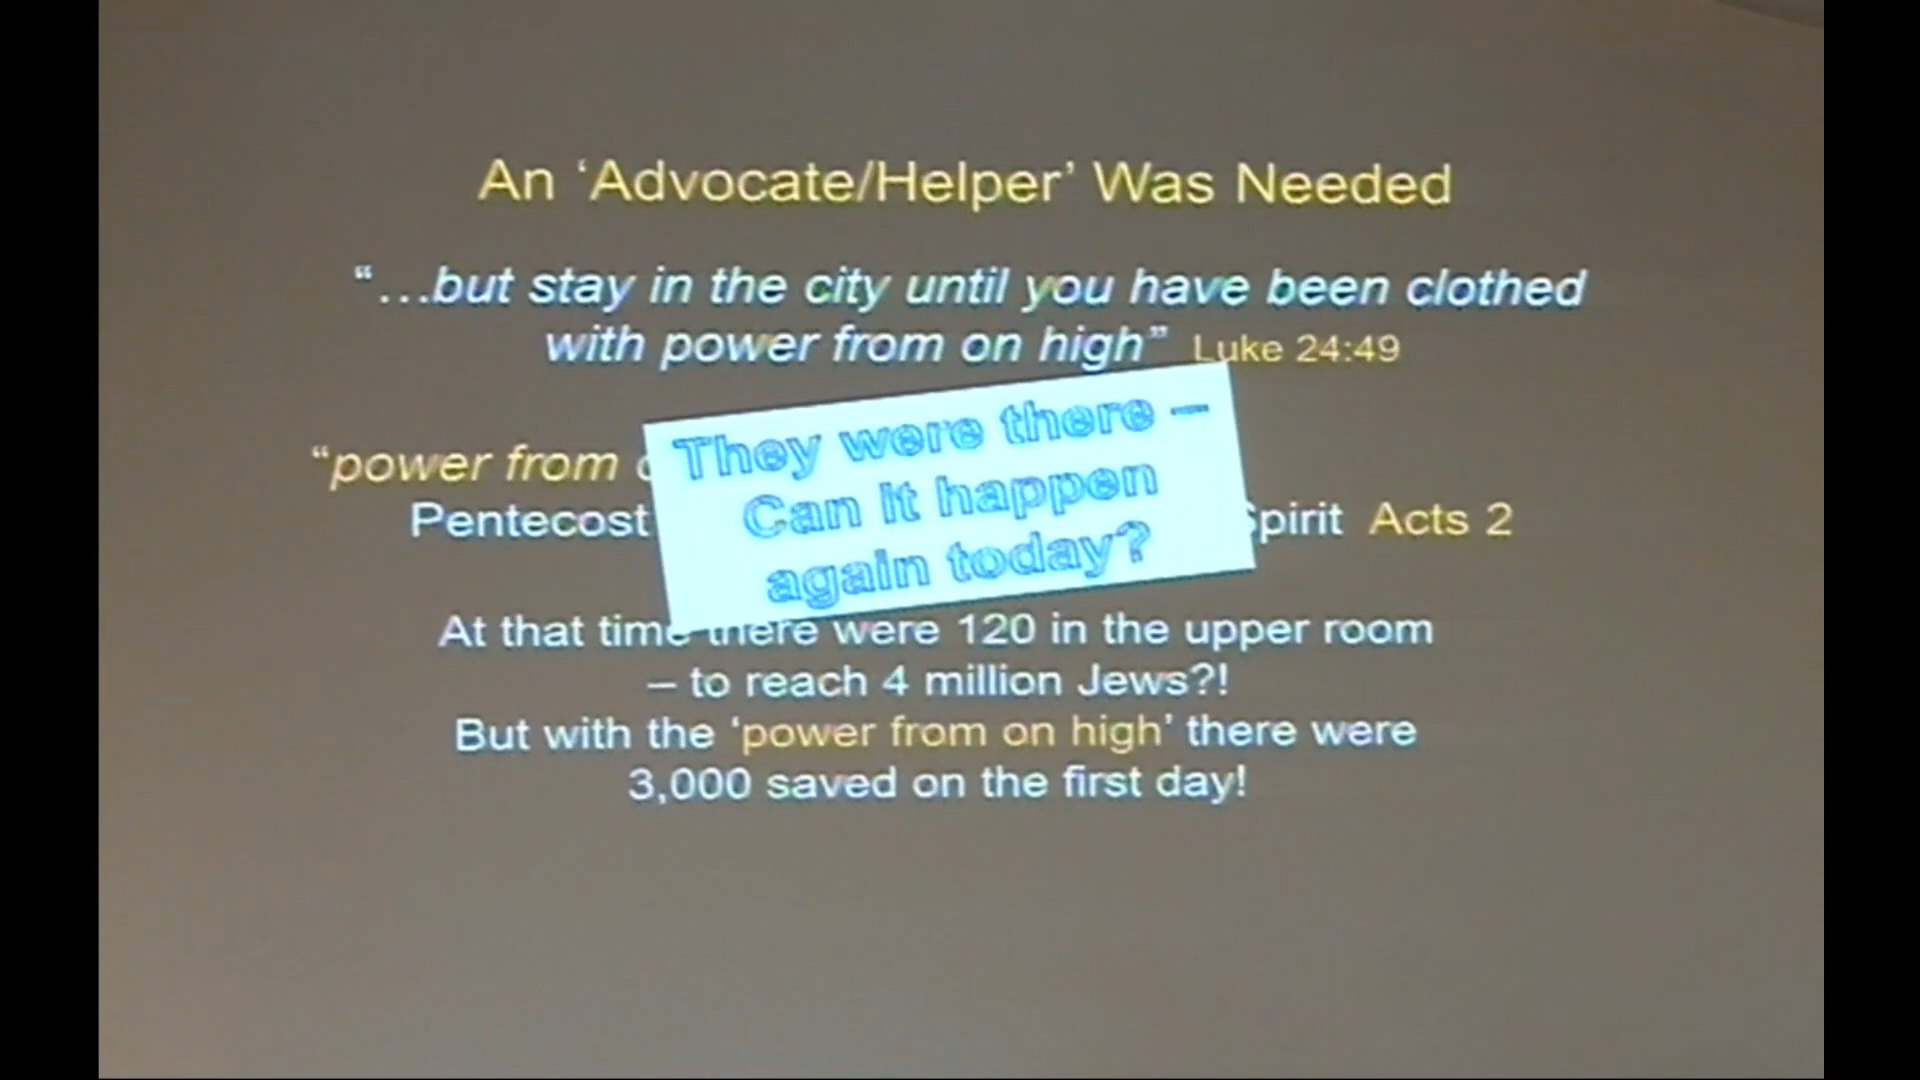 An ‘Advocate/Helper’ Was Needed
“…but stay in the city until you have been clothed
with power from on high” Luke 24:49
“power from
They were there –
Can it happen
again today?
Pentecost Spirit Acts 2
At that time there were 120 in the upper room
– to reach 4 million Jews?!
But with the ‘power from on high’ there were
3,000 saved on the first day!